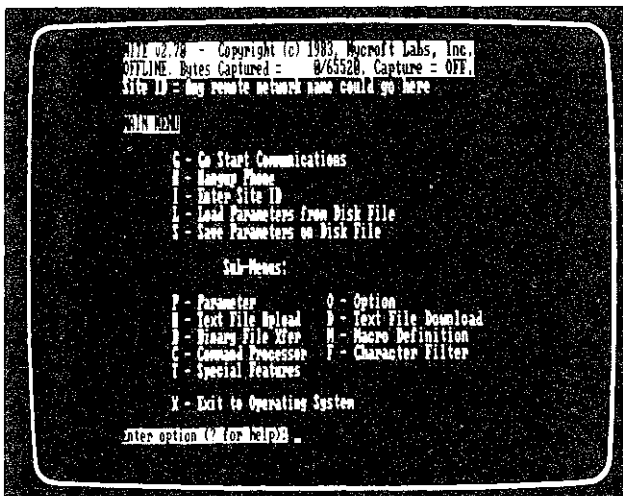 MITE v2.70 - Copyright (c) 1983, Mycroft Labs, Inc.
OFFLINE. Bytes Captured =     0/65520. Capture = OFF.
Site ID = Any remote network name could go here
MAIN MENU
G - Go Start Communications
H - Hangup Phone
I - Enter Site ID
L - Load Parameters from Disk File
S - Save Parameters on Disk File
Sub-Menus:
P - Parameter          O - Option
U - Text File Upload   D - Text File Download
B - Binary File Xfer   M - Macro Definition
C - Command Processor  F - Character Filter
T - Special Features
X - Exit to Operating System
Enter option (? for help): _